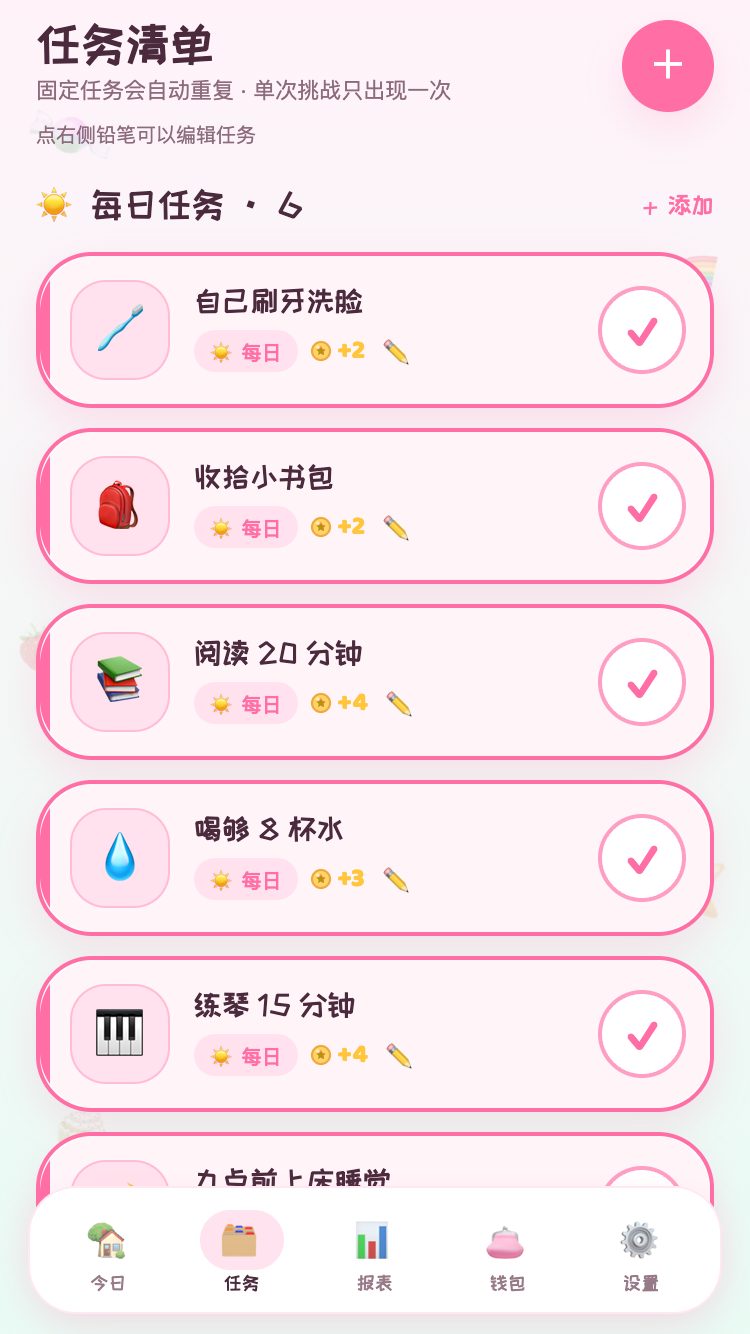 任务清单
固定任务会自动重复 · 单次挑战只出现一次
点右侧铅笔可以编辑任务
每日任务 · 6
+ 添加
自己刷牙洗脸
每日 +2
收拾小书包
每日 +2
阅读 20 分钟
每日 +4
喝够 8 杯水
每日 +3
练琴 15 分钟
每日 +4
九点前上床睡觉
今日 任务 报表 钱包 设置